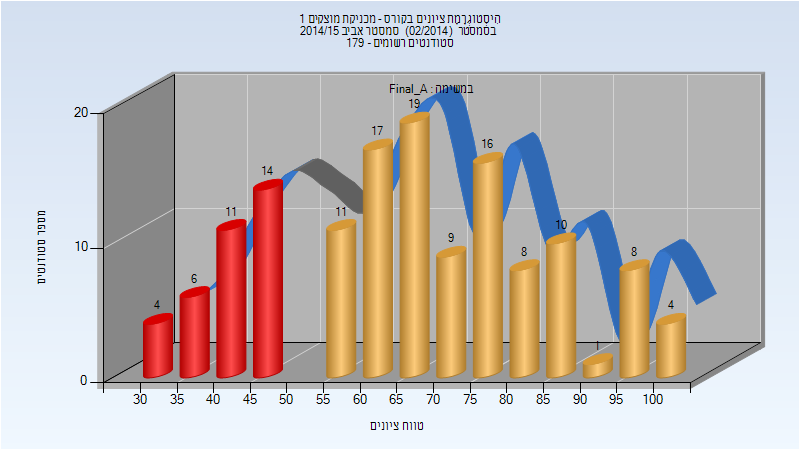 היסטוגרמת ציונים בקורס - מכניקת מוצקים 1
בסמסטר (02/2014) סמסטר אביב 2014/15
סטודנטים רשומים - 179
במשימה : Final_A
מספר סטודנטים
20
10
0
4
6
11
14
11
17
19
9
16
8
10
1
8
4
30 35 40 45 50 55 60 65 70 75 80 85 90 95 100
טווח ציונים